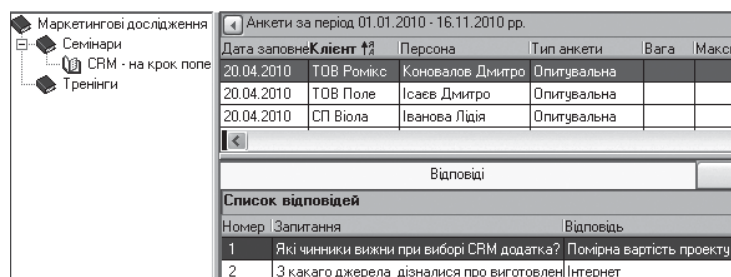 Маркетингові дослідження
Семінари
CRM - на крок попе
Тренінги
Анкети за період 01.01.2010 - 16.11.2010 рр.
Дата заповне Клієнт Персона Тип анкети Вага Макс
20.04.2010 ТОВ Ромікс Коновалов Дмитро Опитувальна
20.04.2010 ТОВ Поле Ісаєв Дмитро Опитувальна
20.04.2010 СП Віола Іванова Лідія Опитувальна
Відповіді
Список відповідей
Номер Запитання Відповідь
1 Які чинники вижни при виборі CRM додатка? Помірна вартість проекту
2 З какаго джерела дізналися про виготовлен Інтернет